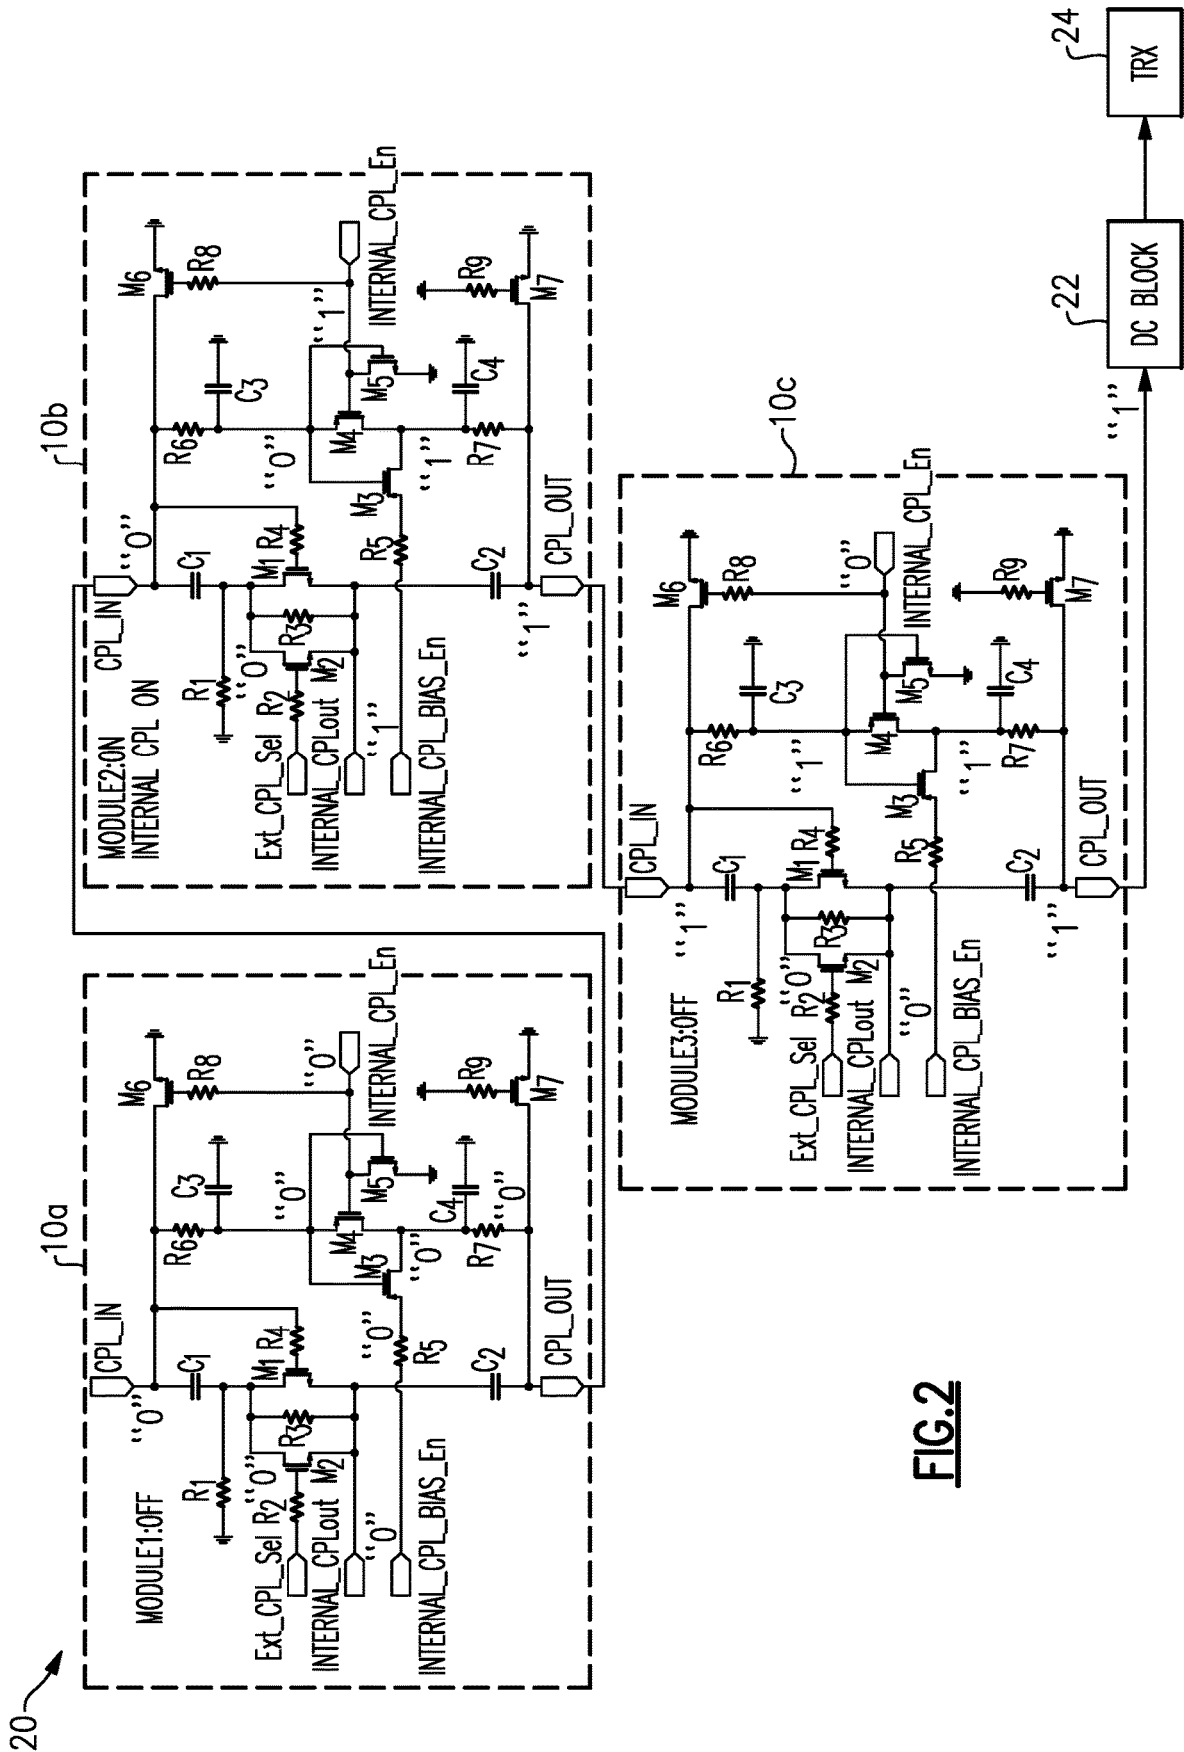 20
10a
MODULE1:OFF
CPL_IN
“0”
C1
R1
“0”
Ext_CPL_Sel
R2
M2
R3
M1
R4
INTERNAL_CPLout
“0”
INTERNAL_CPL_BIAS_En
R5
“0”
M3
“0”
C2
CPL_OUT
R6
C3
“0”
M4
M5
C4
R7
“0”
M6
R8
“0”
INTERNAL_CPL_En
R9
M7
10b
MODULE2:ON
INTERNAL CPL ON
CPL_IN
“0”
C1
R1
“0”
Ext_CPL_Sel
R2
M2
R3
M1
R4
INTERNAL_CPLout
“1”
INTERNAL_CPL_BIAS_En
R5
M3
“1”
C2
“1”
CPL_OUT
R6
C3
“0”
M4
M5
C4
R7
M6
R8
“1”
INTERNAL_CPL_En
R9
M7
10c
MODULE3:OFF
CPL_IN
“1”
C1
R1
“0”
Ext_CPL_Sel
R2
M2
R3
M1
R4
INTERNAL_CPLout
“0”
INTERNAL_CPL_BIAS_En
R5
M3
“1”
C2
“1”
CPL_OUT
R6
C3
“1”
M4
M5
C4
R7
M6
R8
“0”
INTERNAL_CPL_En
R9
M7
“1”
22
DC BLOCK
24
TRX
FIG.2